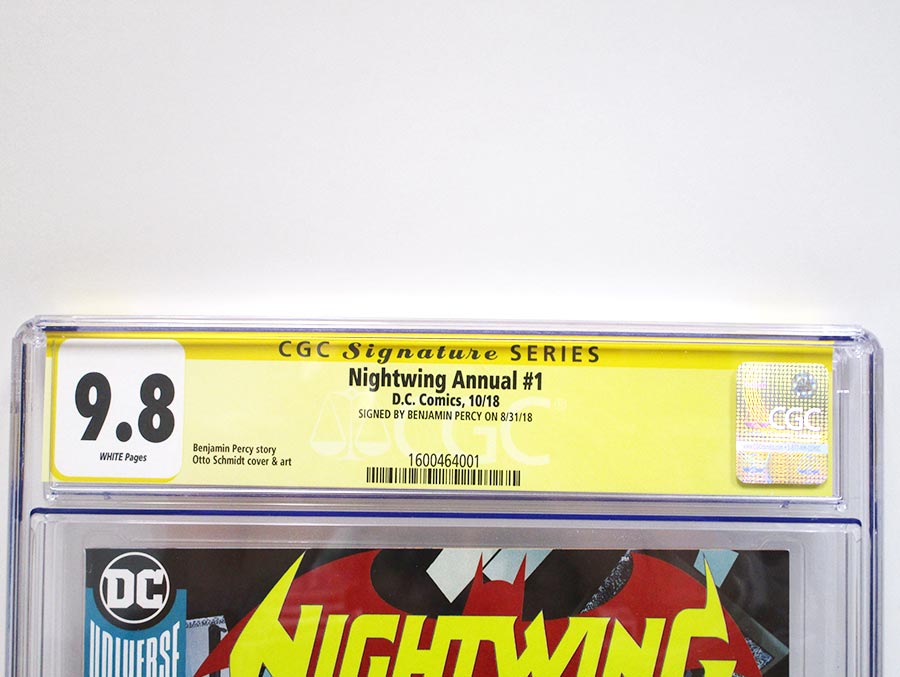 CGC Signature SERIES
Nightwing Annual #1
D.C. Comics, 10/18
SIGNED BY BENJAMIN PERCY ON 8/31/18
9.8
WHITE Pages
Benjamin Percy story
Otto Schmidt cover & art
CGC®
1600464001
CGC
DC
UNIVERSE
NIGHTWING